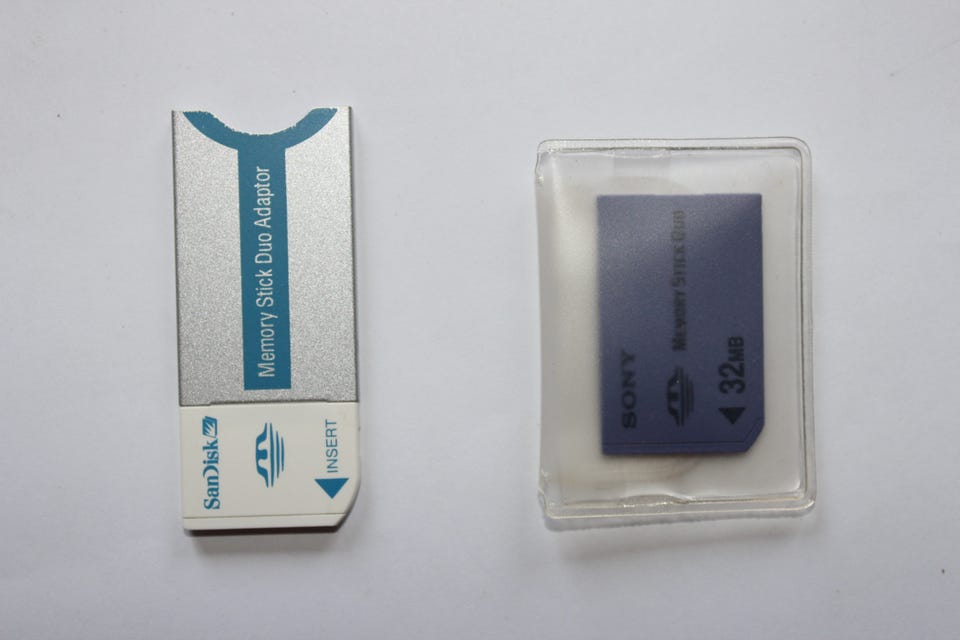 SanDisk
Memory Stick Duo Adaptor
INSERT
SONY
MEMORY STICK DUO
32MB